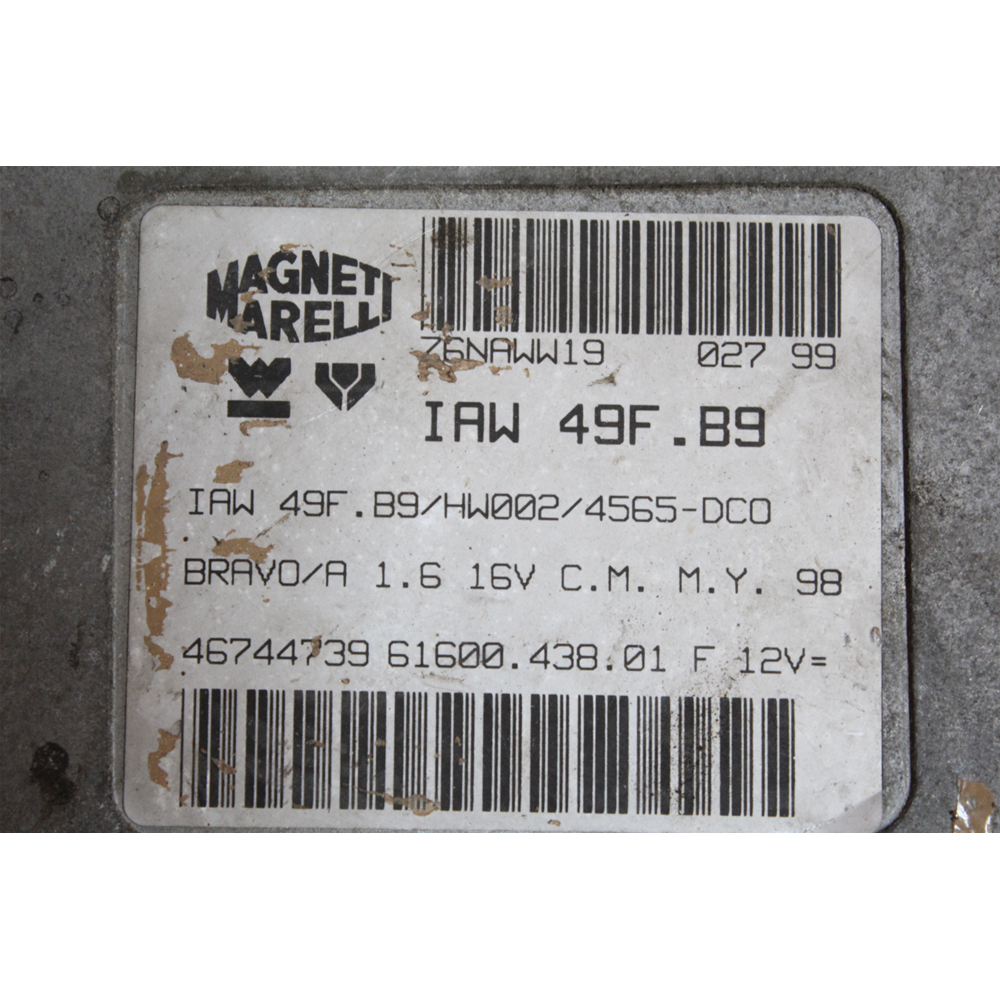 MAGNETI
MARELLI
76NAWW19 027 99
IAW 49F.B9
IAW 49F.B9/HW002/4565-DCO
BRAVO/A 1.6 16V C.M. M.Y. 98
46744739 61600.438.01 F 12V=